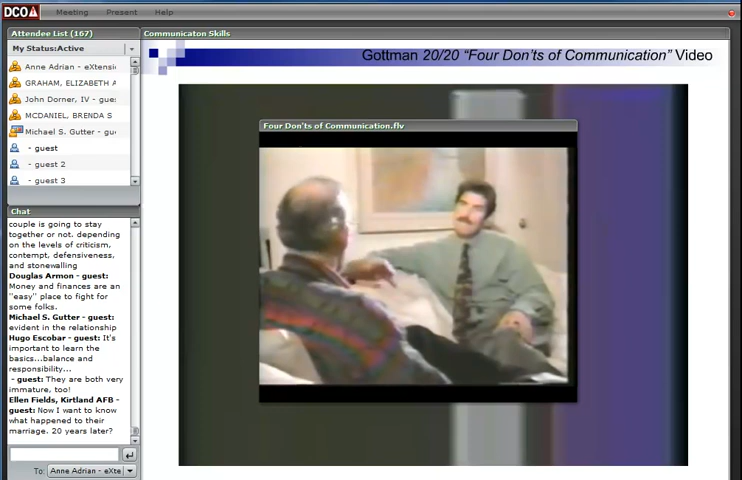 DCO
Meeting Present Help
Attendee List (167)
My Status:Active
Anne Adrian - eXtensi
GRAHAM, ELIZABETH A
John Dorner, IV - gue
MCDANIEL, BRENDA S
Michael S. Gutter - gu
- guest
- guest 2
- guest 3
Chat
couple is going to stay
together or not. depending
on the levels of criticism,
contempt, defensiveness,
and stonewalling
Douglas Armon - guest:
Money and finances are an
"easy" place to fight for
some folks.
Michael S. Gutter - guest:
evident in the relationship
Hugo Escobar - guest: It's
important to learn the
basics...balance and
responsibility...
- guest: They are both very
immature, too!
Ellen Fields, Kirtland AFB -
guest: Now I want to know
what happened to their
marriage. 20 years later?
To: Anne Adrian - eXte
Communicaton Skills
Gottman 20/20 “Four Don’ts of Communication” Video
Four Don'ts of Communication.flv